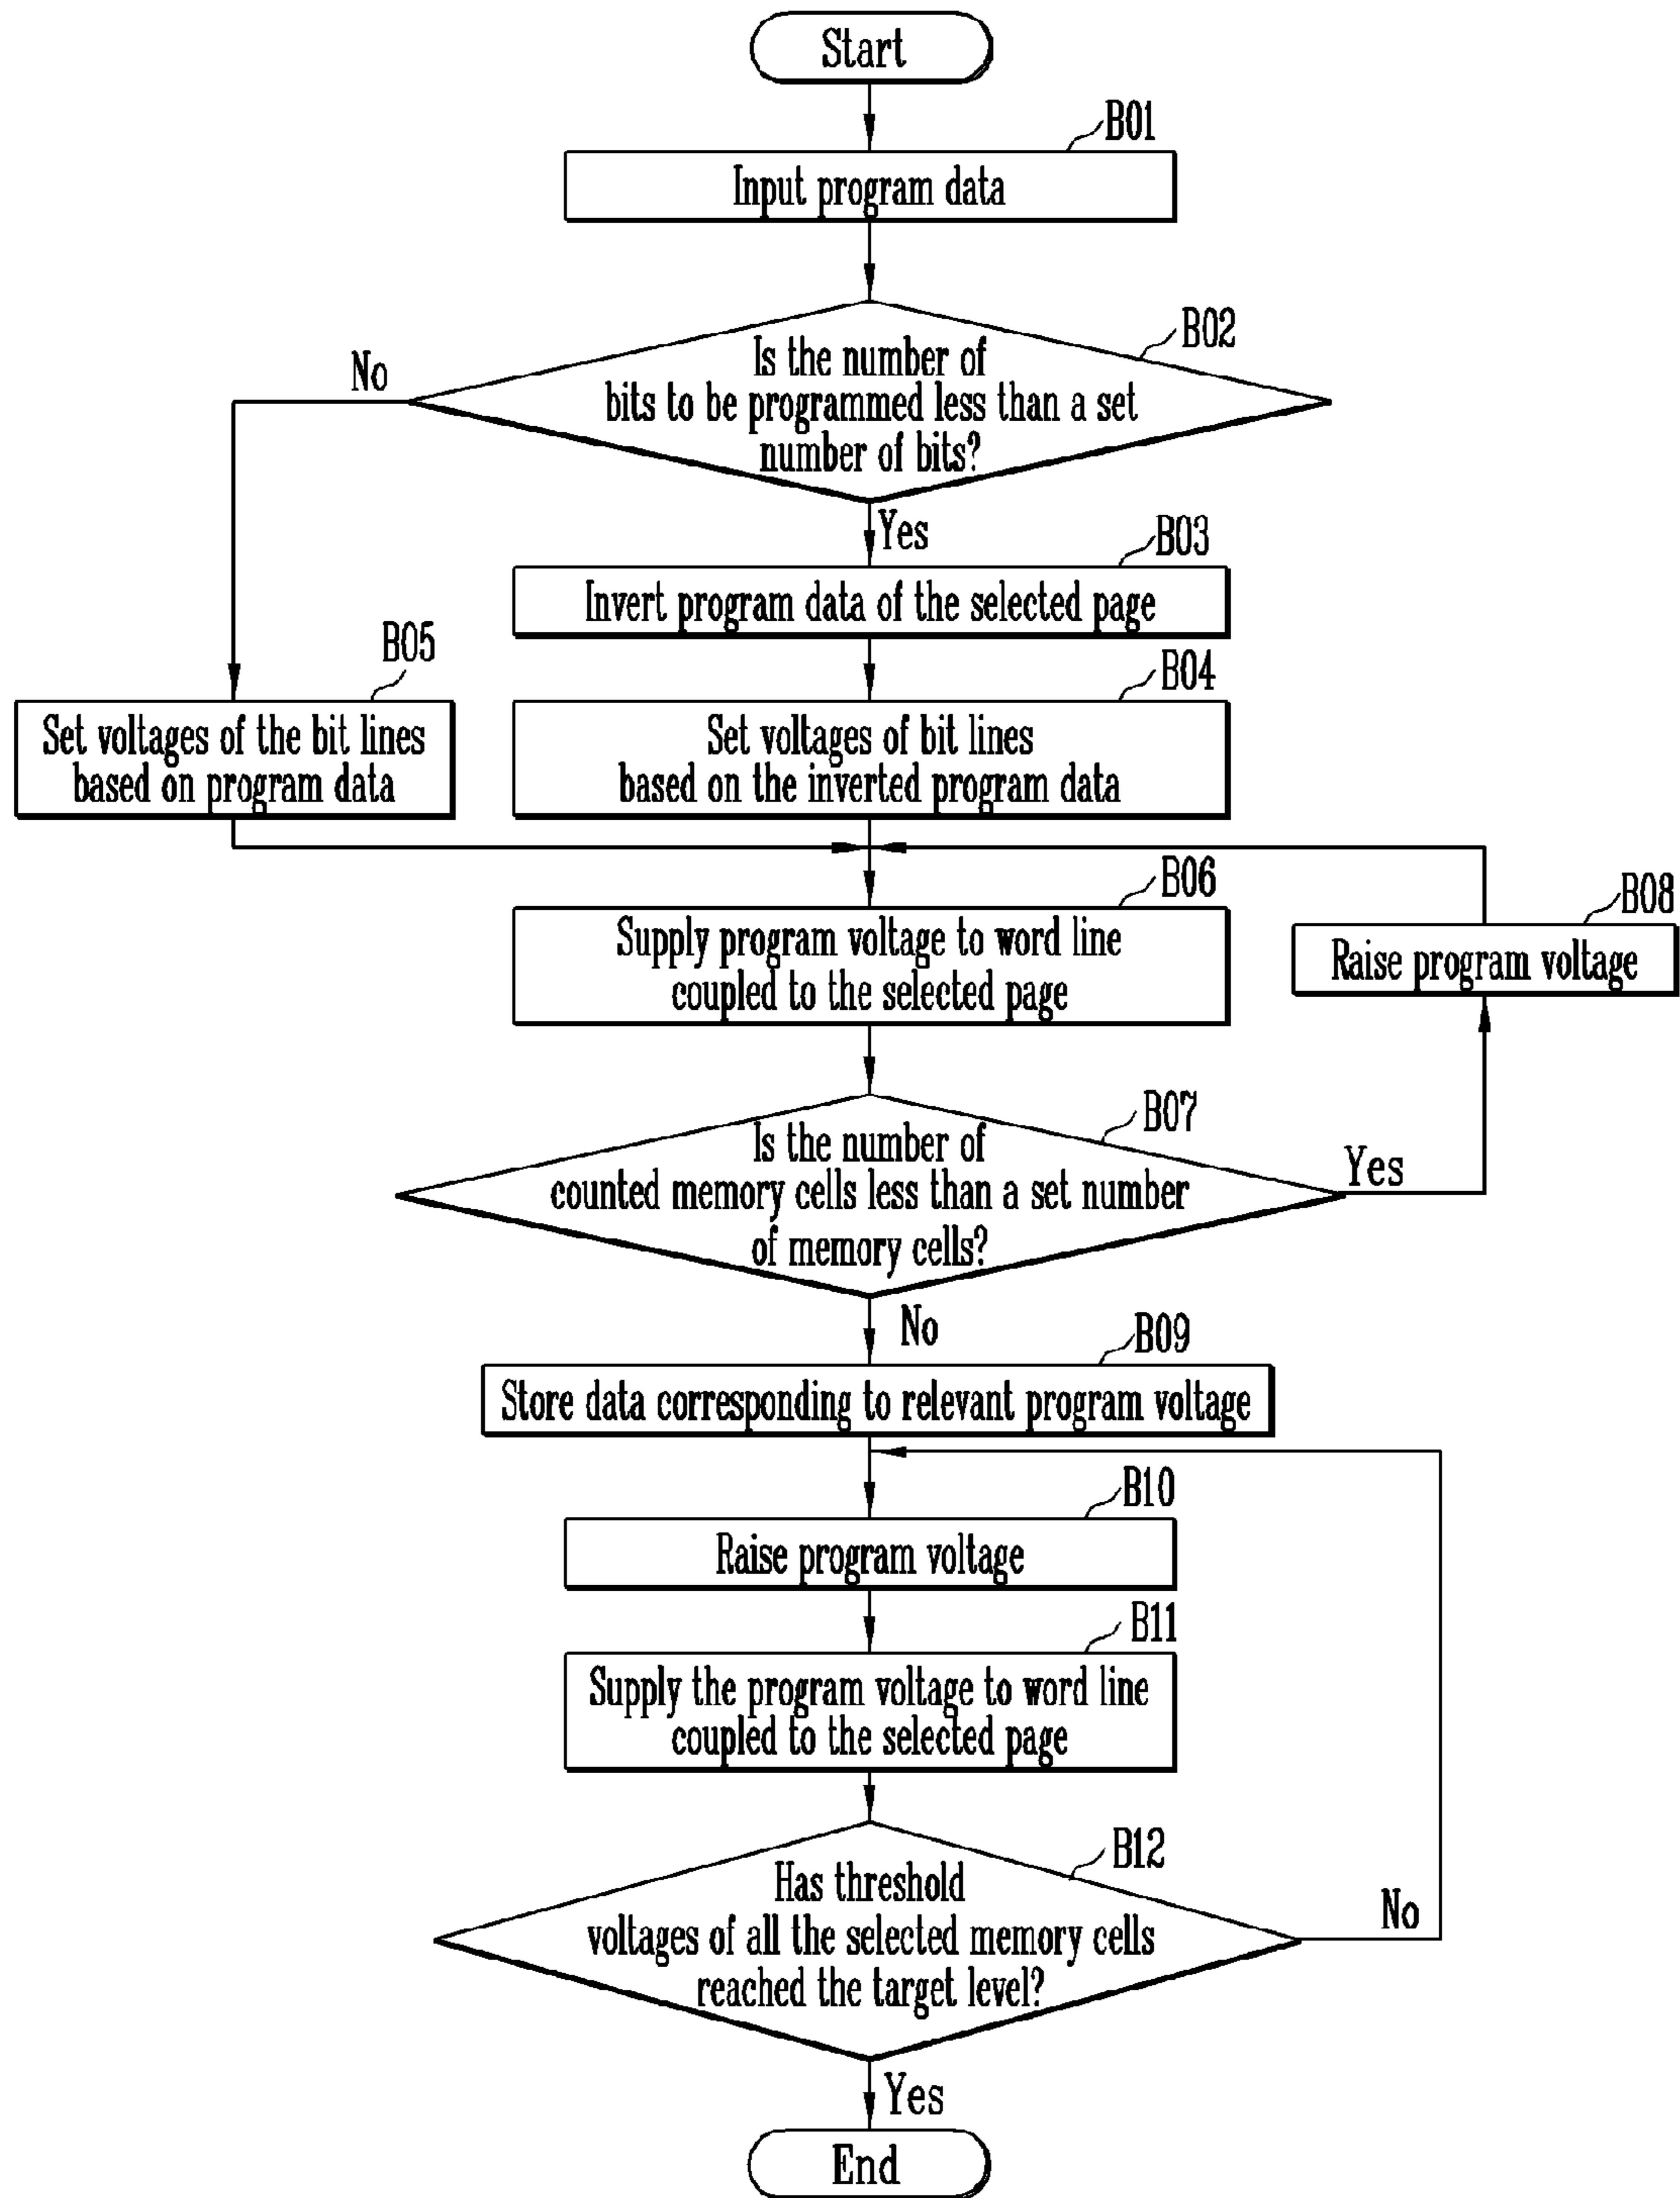 Start
B01
Input program data
B02
Is the number of
bits to be programmed less than a set
number of bits?
No
Yes
B03
Invert program data of the selected page
B05
Set voltages of the bit lines
based on program data
B04
Set voltages of bit lines
based on the inverted program data
B06
Supply program voltage to word line
coupled to the selected page
B08
Raise program voltage
B07
Is the number of
counted memory cells less than a set number
of memory cells?
Yes
No
B09
Store data corresponding to relevant program voltage
B10
Raise program voltage
B11
Supply the program voltage to word line
coupled to the selected page
B12
Has threshold
voltages of all the selected memory cells
reached the target level?
No
Yes
End